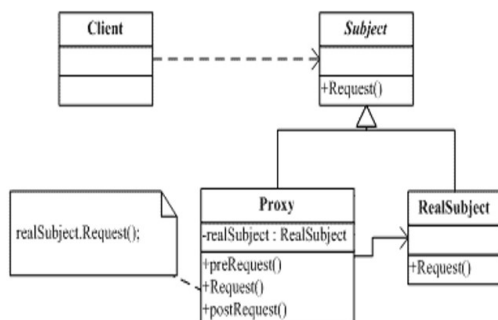 Client
Subject
+Request()
realSubject.Request();
Proxy
-realSubject : RealSubject
+preRequest()
+Request()
+postRequest()
RealSubject
+Request()